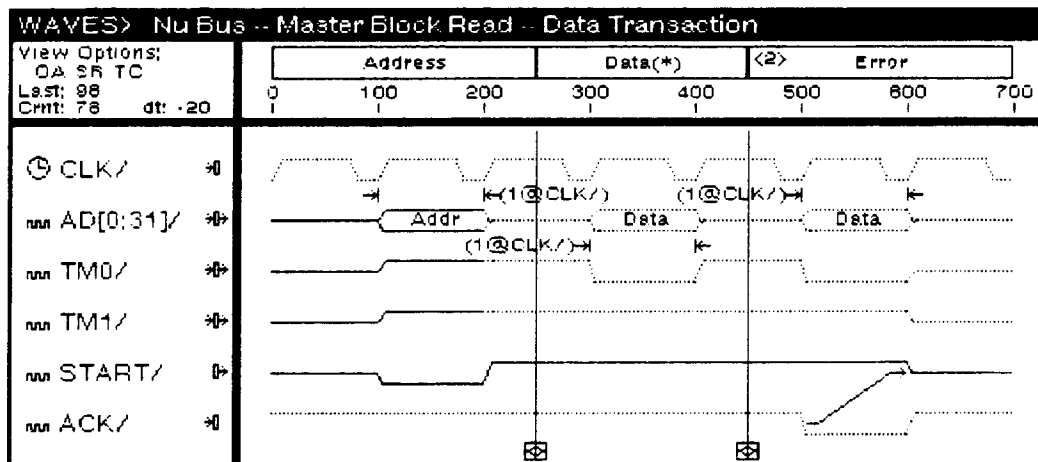 WAVES> Nu Bus -- Master Block Read -- Data Transaction
View Options:
OA SR TC
Last: 98
Crnt: 78 dt: -20
Address Data(*) <2> Error
0 100 200 300 400 500 600 700
CLK/
(1@CLK/) (1@CLK/)
AD[0:31]/ Addr Data Data
(1@CLK/)
TM0/
TM1/
START/
ACK/